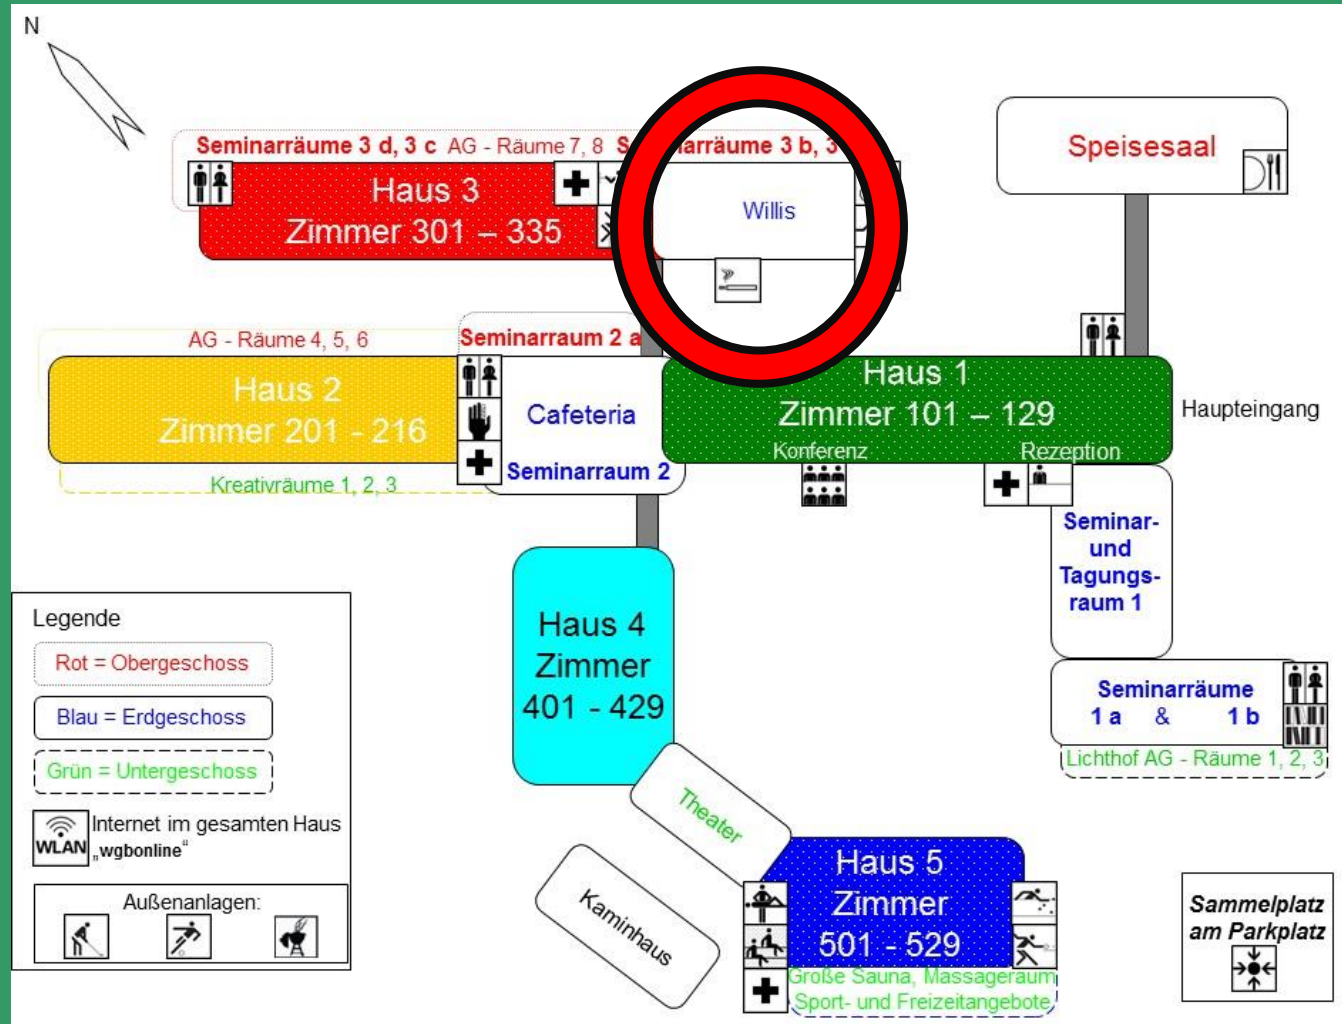 N
Seminarräume 3 d, 3 c AG - Räume 7, 8 S arräume 3 b, 3
Haus 3
Zimmer 301 – 335
Willis
Speisesaal
AG - Räume 4, 5, 6
Seminarraum 2 a
Haus 2
Zimmer 201 - 216
Cafeteria
Seminarraum 2
Kreativräume 1, 2, 3
Haus 1
Zimmer 101 – 129
Konferenz
Rezeption
Haupteingang
Seminar-
und
Tagungs-
raum 1
Seminarräume
1 a & 1 b
Lichthof AG - Räume 1, 2, 3
Haus 4
Zimmer
401 - 429
Theater
Kaminhaus
Haus 5
Zimmer
501 - 529
Große Sauna, Massageraum
Sport- und Freizeitangebote
Legende
Rot = Obergeschoss
Blau = Erdgeschoss
Grün = Untergeschoss
WLAN
Internet im gesamten Haus
„wgbonline“
Außenanlagen:
Sammelplatz
am Parkplatz